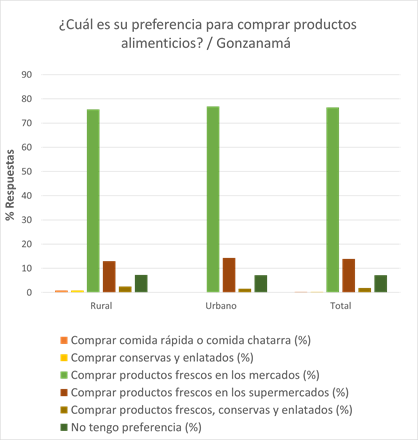 ¿Cuál es su preferencia para comprar productos
alimenticios? / Gonzanamá
90
80
70
60
50
40
30
20
10
0
% Respuestas
Rural Urbano Total
Comprar comida rápida o comida chatarra (%)
Comprar conservas y enlatados (%)
Comprar productos frescos en los mercados (%)
Comprar productos frescos en los supermercados (%)
Comprar productos frescos, conservas y enlatados (%)
No tengo preferencia (%)